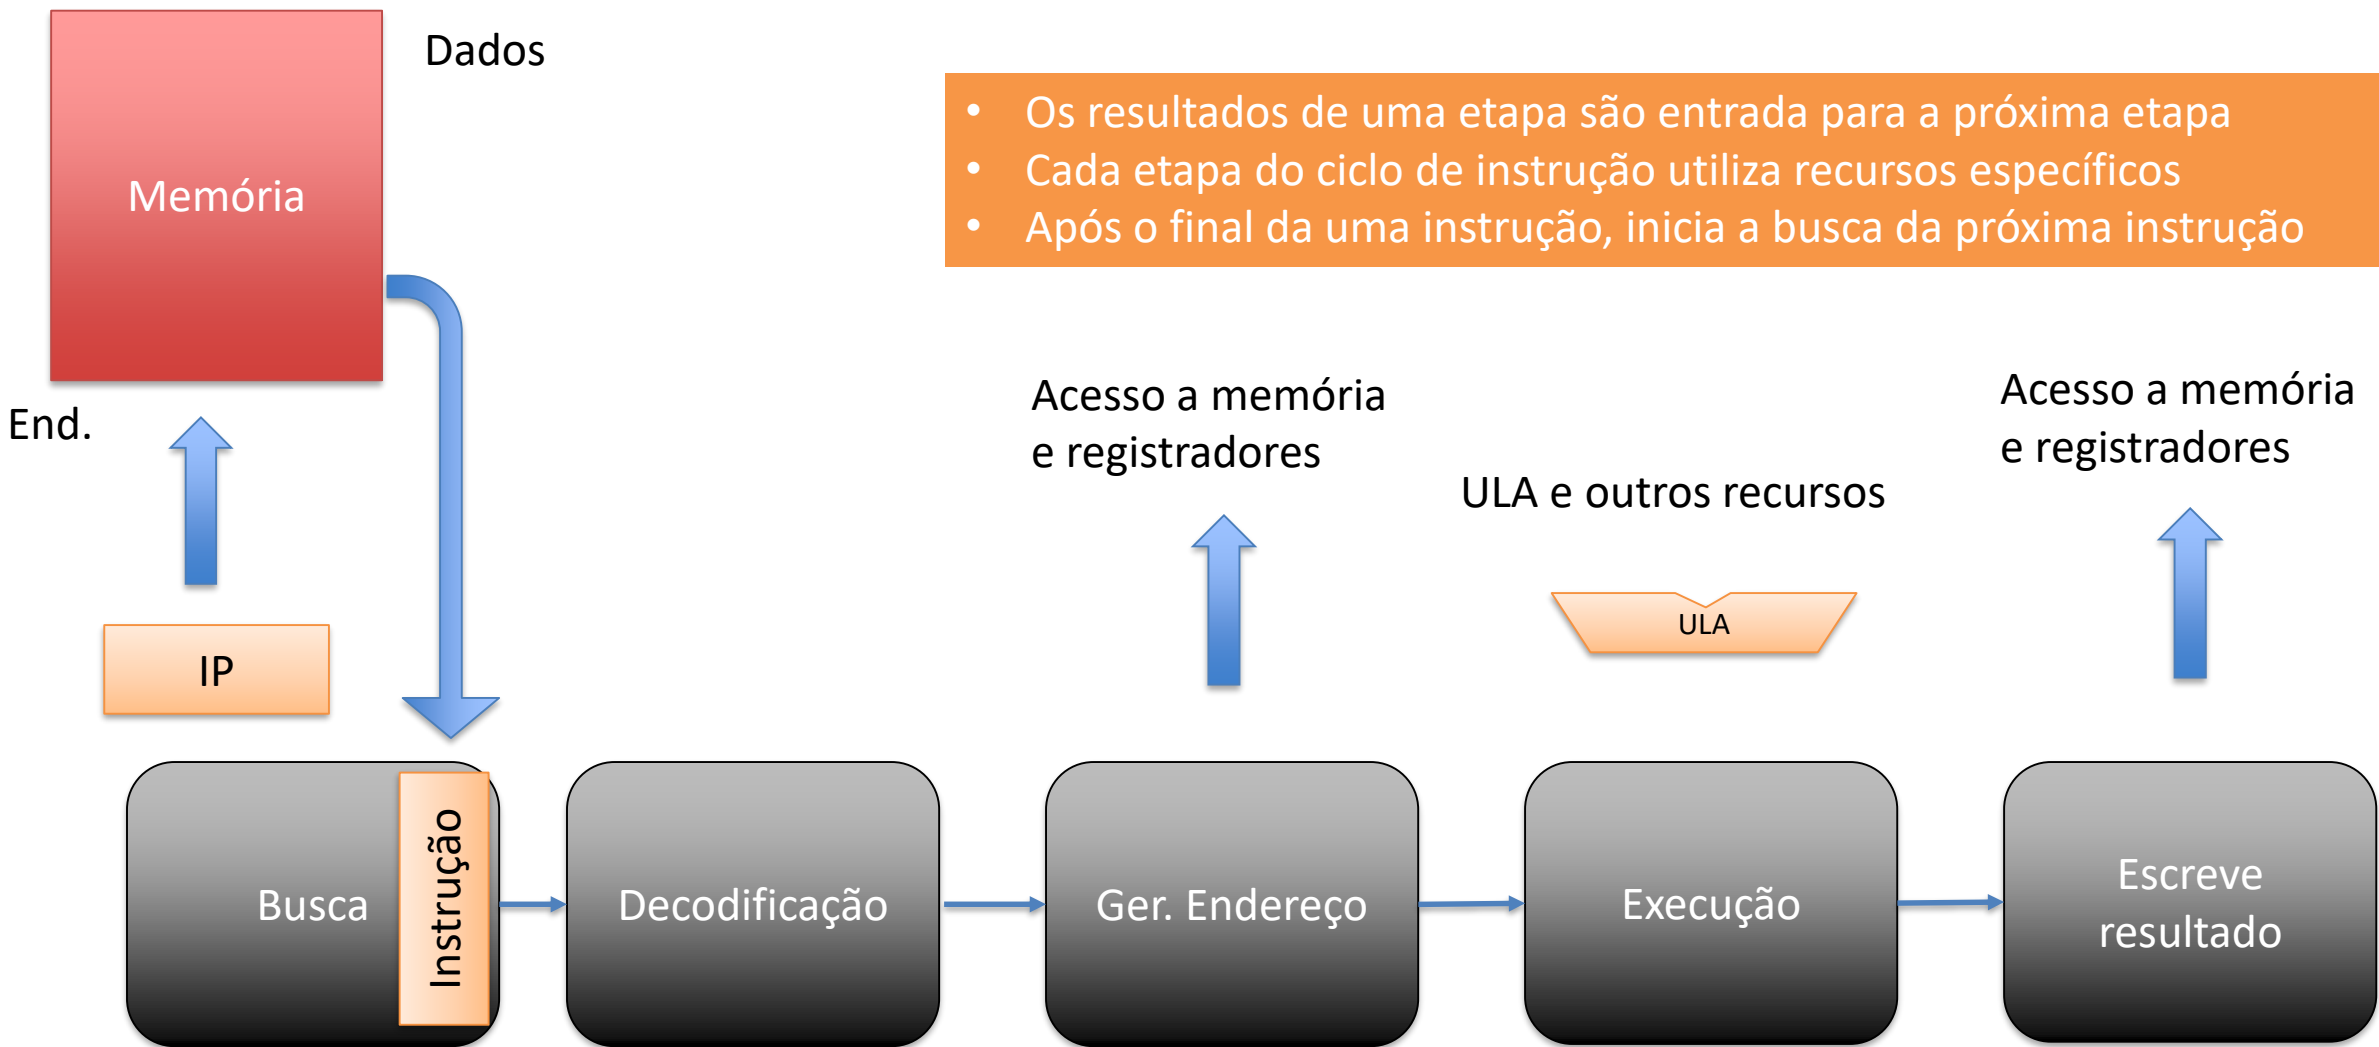 Dados
• Os resultados de uma etapa são entrada para a próxima etapa
• Cada etapa do ciclo de instrução utiliza recursos específicos
• Após o final da uma instrução, inicia a busca da próxima instrução
Memória
End.
Acesso a memória
e registradores
ULA e outros recursos
Acesso a memória
e registradores
IP
ULA
Busca
Instrução
Decodificação
Ger. Endereço
Execução
Escreve
resultado